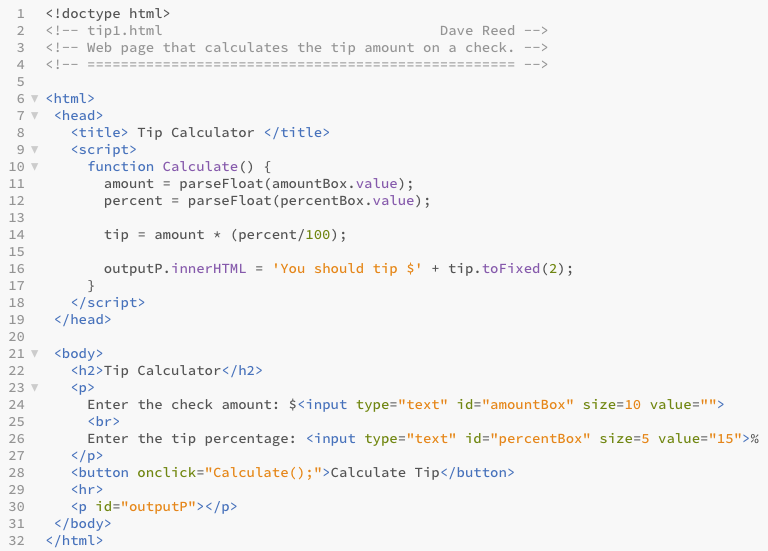 1 <!doctype html>
2 <!-- tip1.html                                  Dave Reed -->
3 <!-- Web page that calculates the tip amount on a check. -->
4 <!-- ==================================================== -->
5
6 <html>
7  <head>
8    <title> Tip Calculator </title>
9    <script>
10      function Calculate() {
11        amount = parseFloat(amountBox.value);
12        percent = parseFloat(percentBox.value);
13
14        tip = amount * (percent/100);
15
16        outputP.innerHTML = 'You should tip $' + tip.toFixed(2);
17      }
18    </script>
19  </head>
20
21  <body>
22    <h2>Tip Calculator</h2>
23    <p>
24      Enter the check amount: $<input type="text" id="amountBox" size=10 value="">
25      <br>
26      Enter the tip percentage: <input type="text" id="percentBox" size=5 value="15">%
27    </p>
28    <button onclick="Calculate();">Calculate Tip</button>
29    <hr>
30    <p id="outputP"></p>
31  </body>
32 </html>